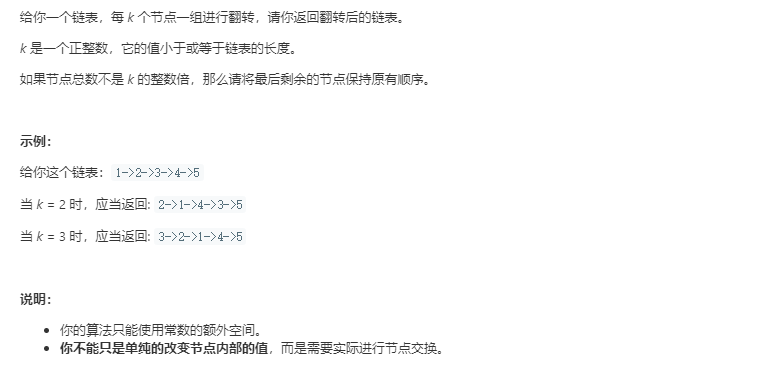 给你一个链表，每 k 个节点一组进行翻转，请你返回翻转后的链表。
k 是一个正整数，它的值小于或等于链表的长度。
如果节点总数不是 k 的整数倍，那么请将最后剩余的节点保持原有顺序。
示例：
给你这个链表：1->2->3->4->5
当 k = 2 时，应当返回: 2->1->4->3->5
当 k = 3 时，应当返回: 3->2->1->4->5
说明：
• 你的算法只能使用常数的额外空间。
• 你不能只是单纯的改变节点内部的值，而是需要实际进行节点交换。